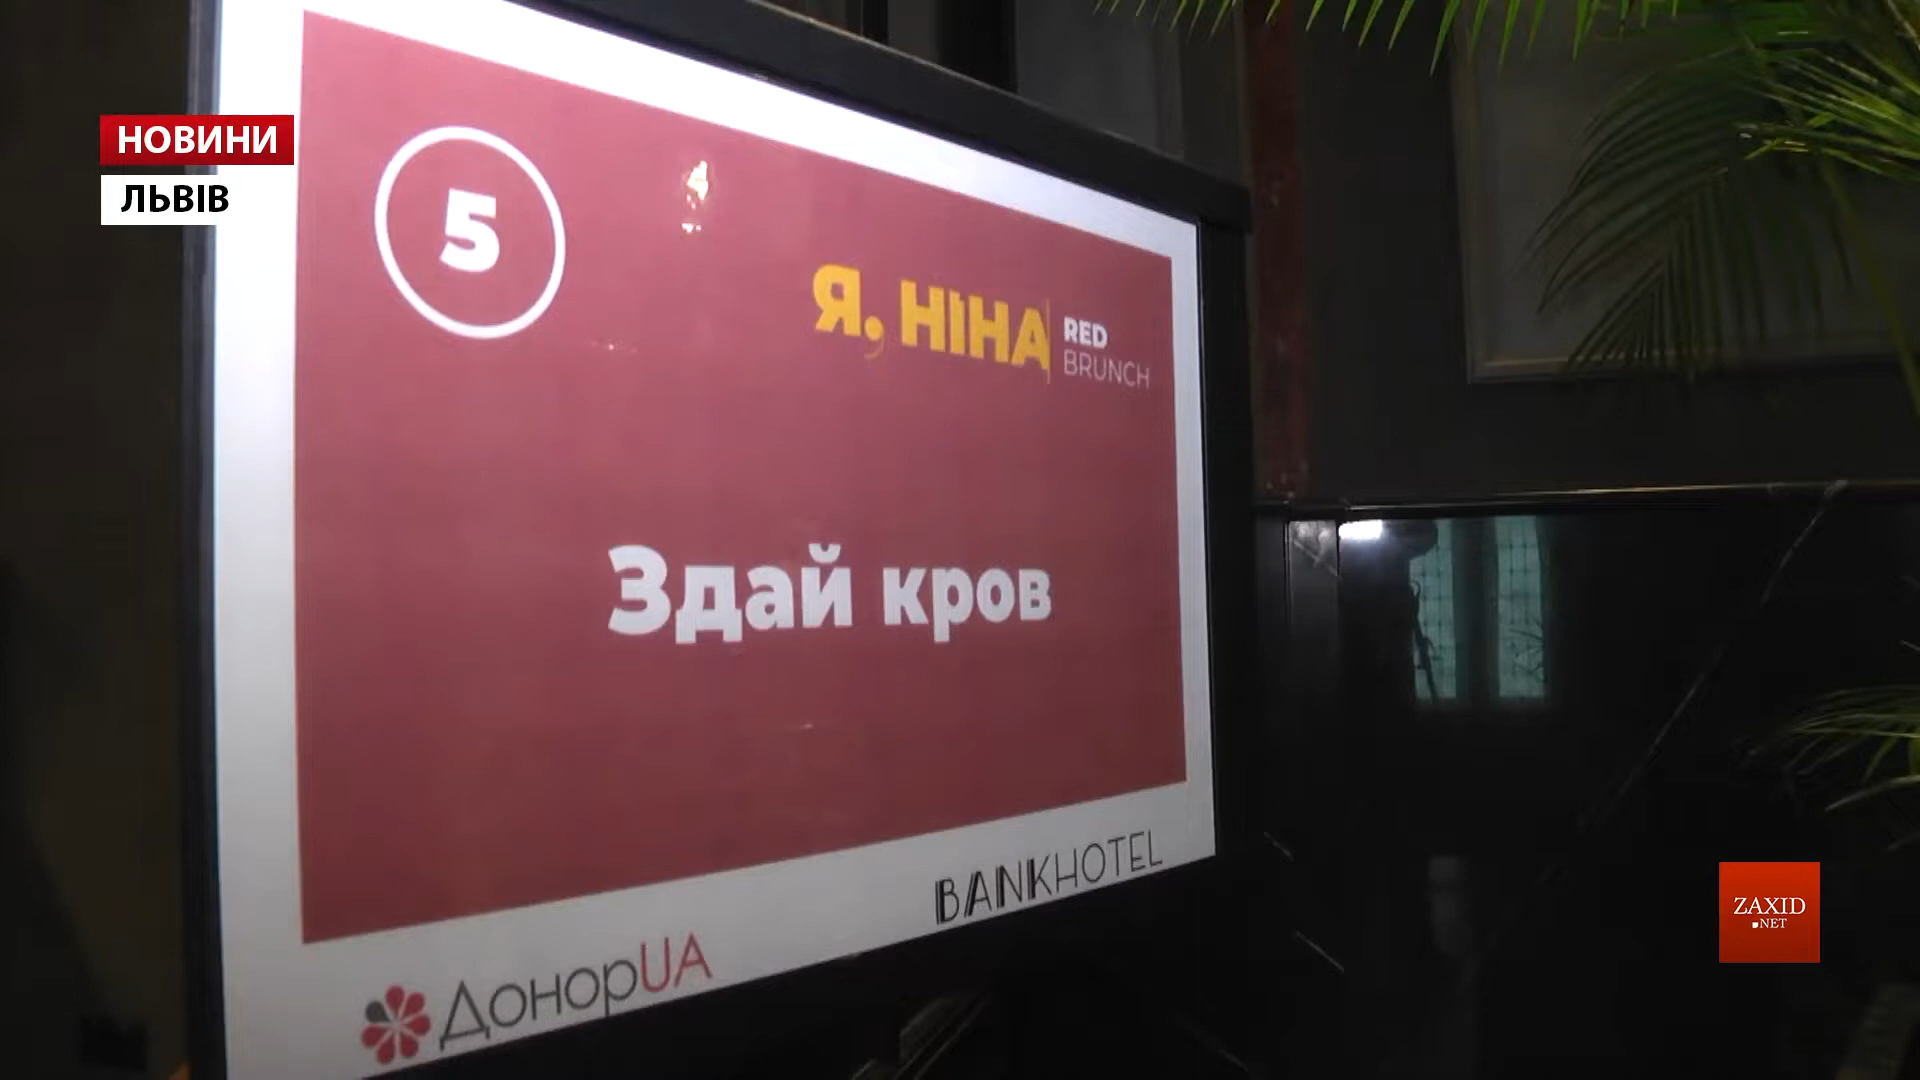 НОВИНИ
ЛЬВІВ
5
Я, НІНА
RED
BRUNCH
Здай кров
BANKHOTEL
ДонорUA
ZAXID
.NET